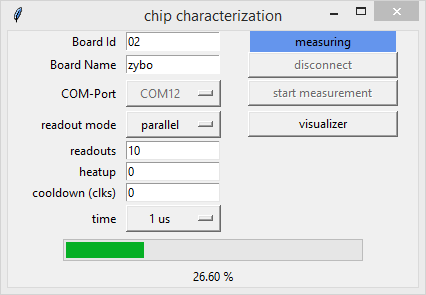 chip characterization
Board Id 02 measuring
Board Name zybo disconnect
COM-Port COM12 start measurement
readout mode parallel visualizer
readouts 10
heatup 0
cooldown (clks) 0
time 1 us
26.60 %